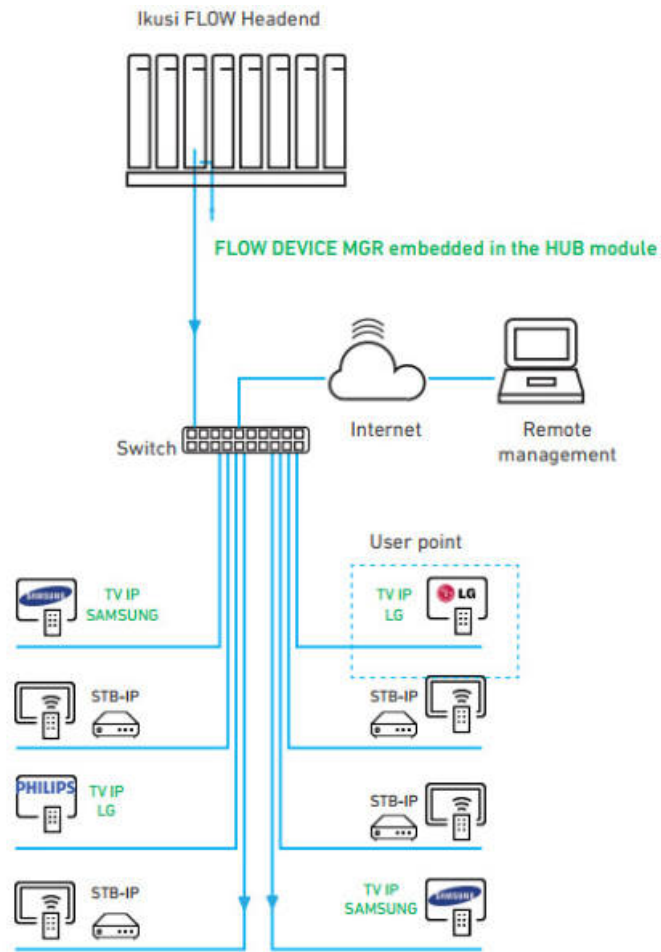 Ikusi FLOW Headend
FLOW DEVICE MGR embedded in the HUB module
Internet
Remote
management
Switch
User point
SAMSUNG
TV IP
SAMSUNG
TV IP
LG
LG
STB-IP
STB-IP
PHILIPS
TV IP
LG
STB-IP
STB-IP
TV IP
SAMSUNG
SAMSUNG